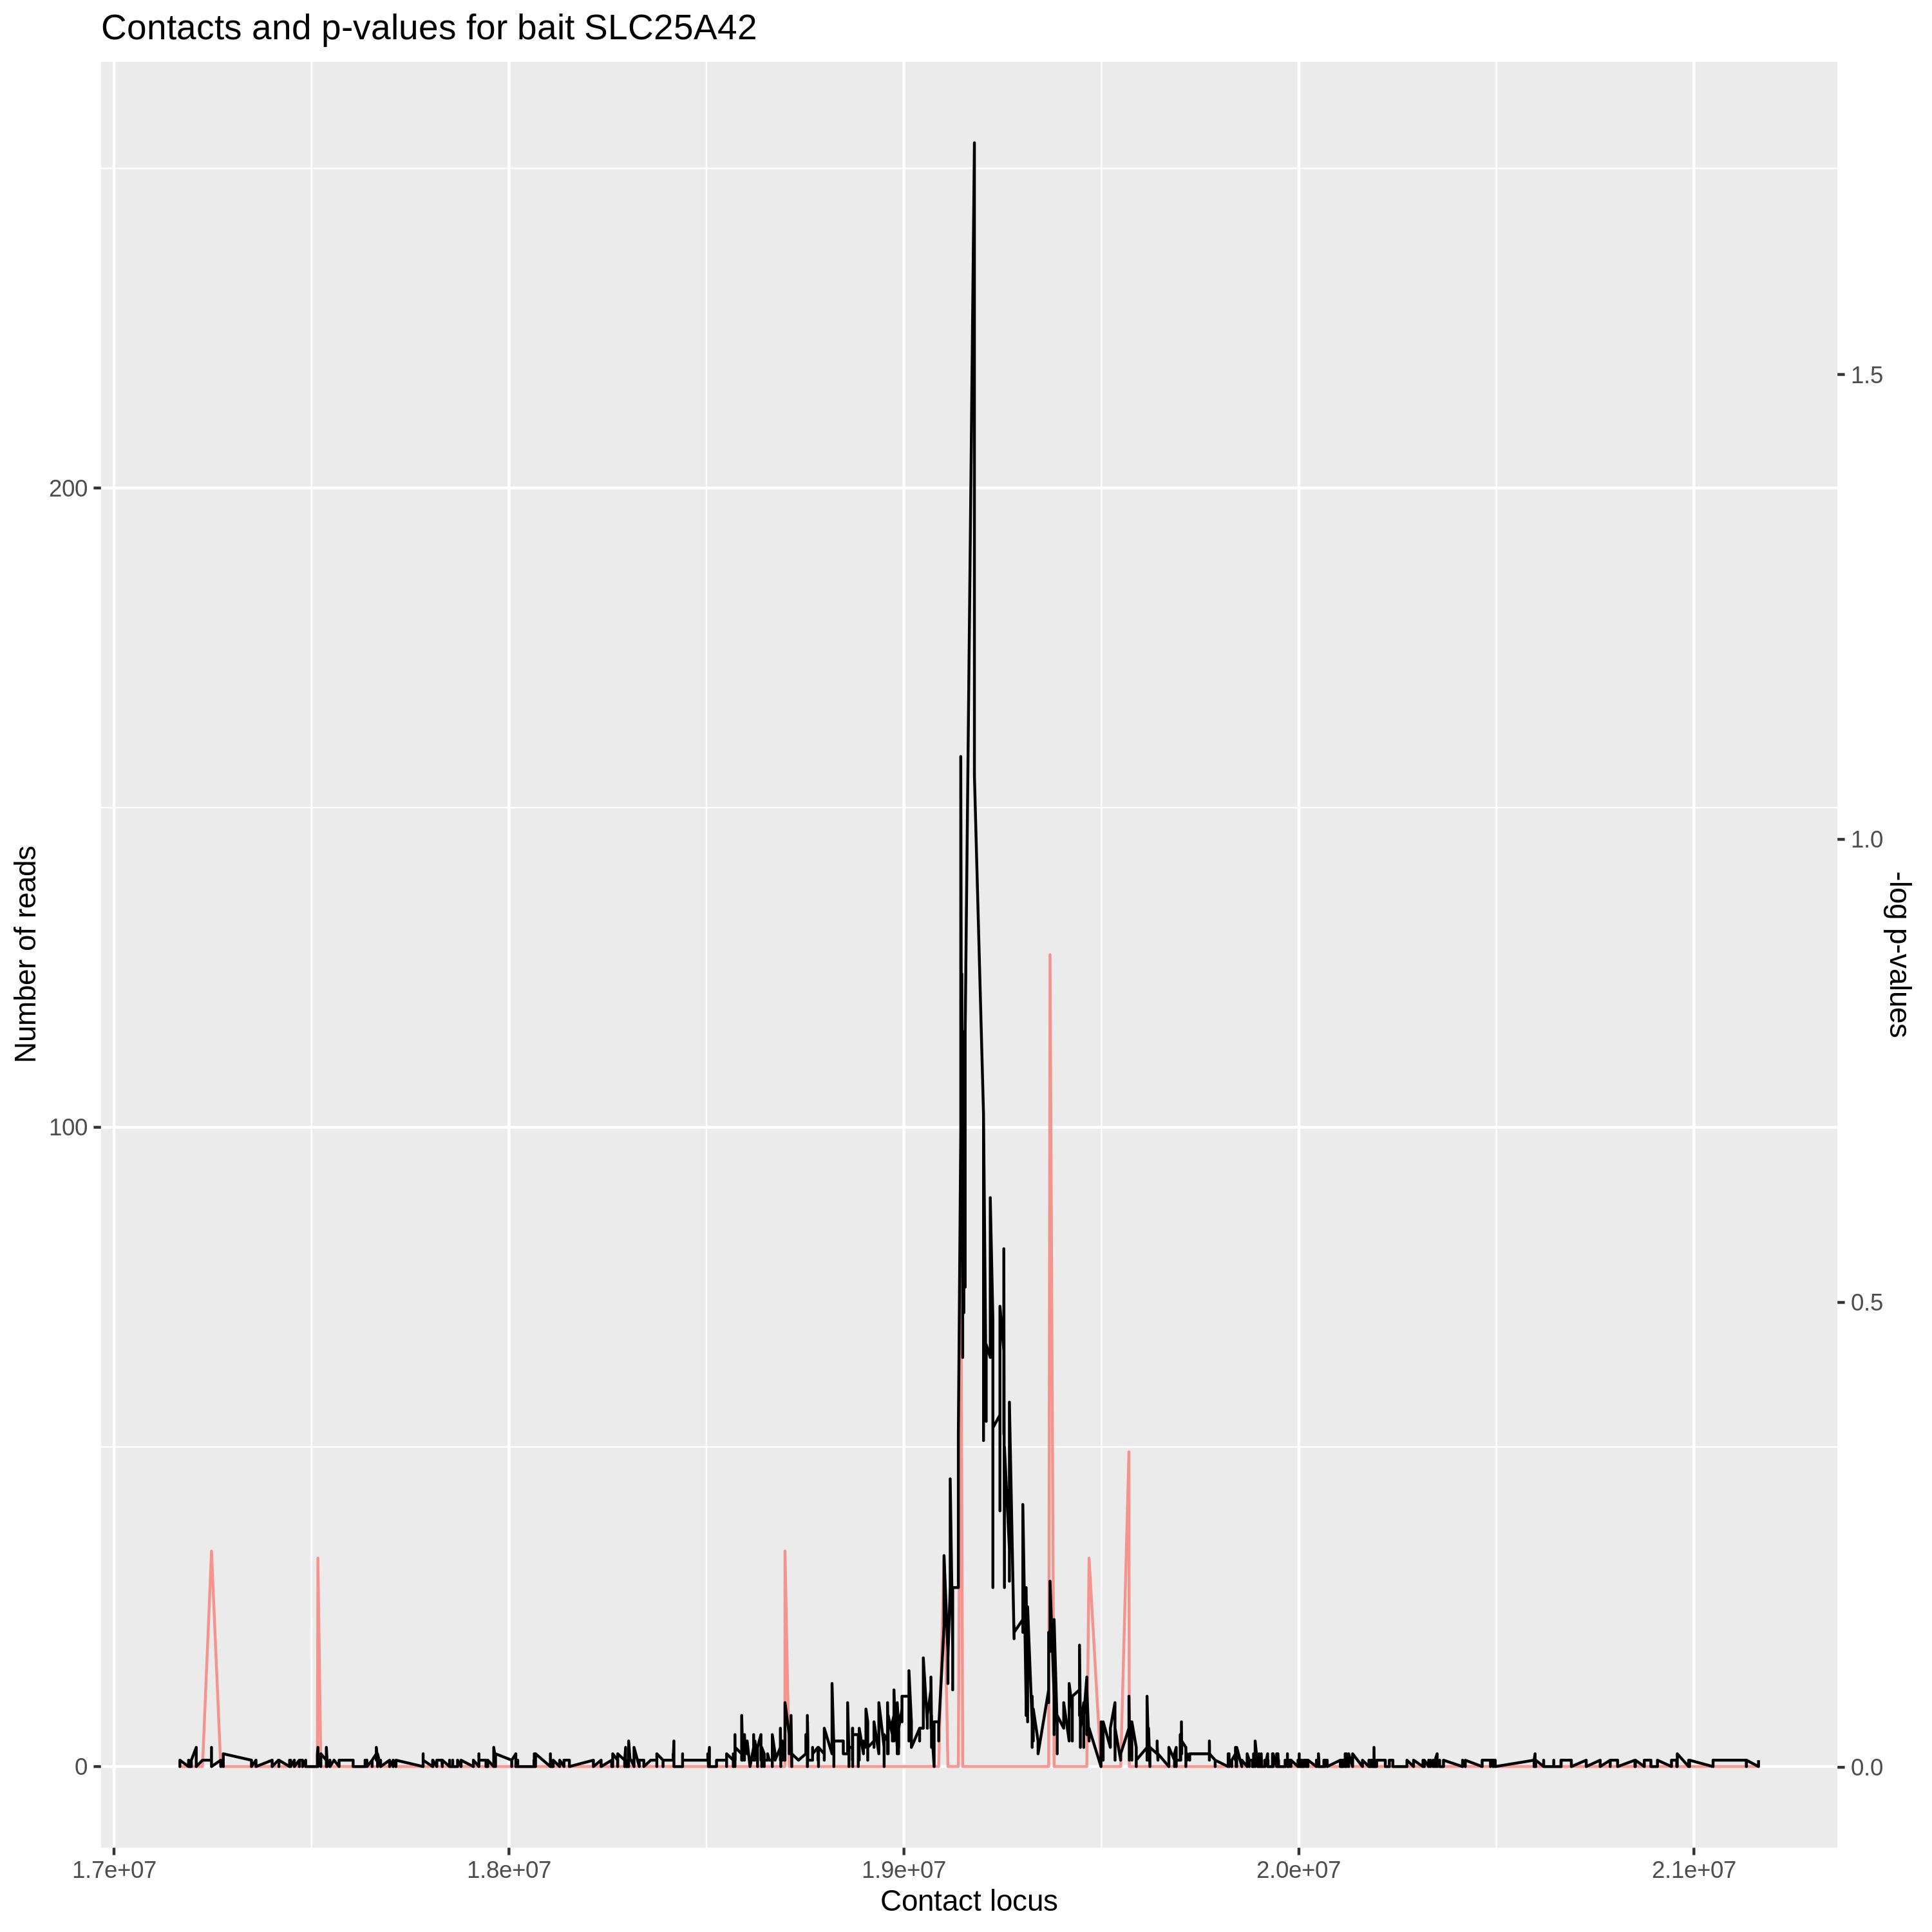 Contacts and p-values for bait SLC25A42
Number of reads
200
100
0
1.5
1.0
0.5
0.0
-log p-values
1.7e+07
1.8e+07
1.9e+07
2.0e+07
2.1e+07
Contact locus